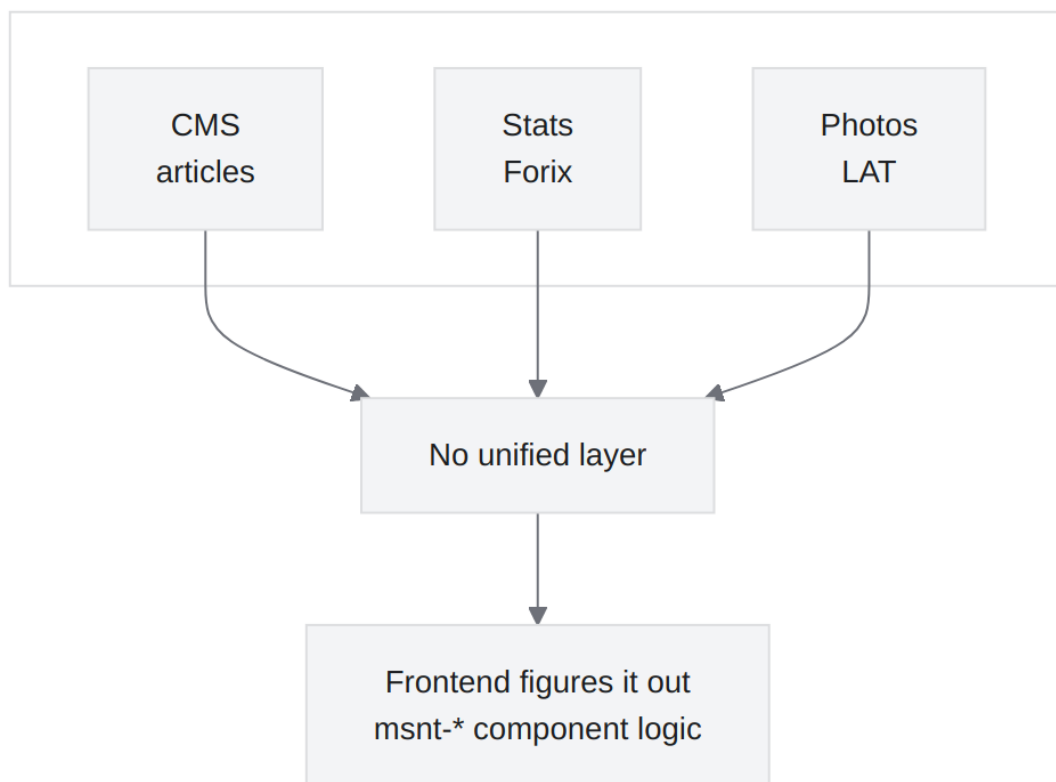 CMS
articles
Stats
Forix
Photos
LAT
No unified layer
Frontend figures it out
msnt-* component logic